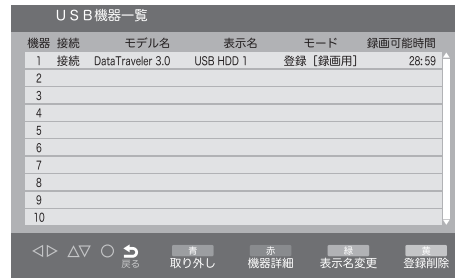 USB機器一覧
機器 接続 モデル名 表示名 モード 録画可能時間
1 接続 DataTraveler 3.0 USB HDD 1 登録［録画用］ 28:59
2
3
4
5
6
7
8
9
10
戻る
青 赤 緑 黄
取り外し 機器詳細 表示名変更 登録削除